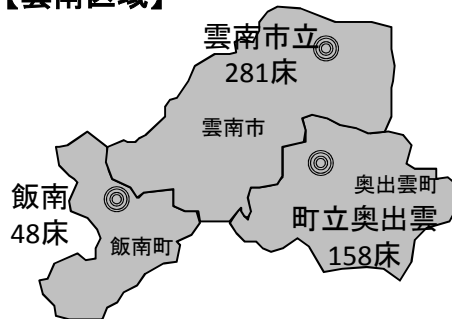 【雲南区域】
雲南市立
281床
雲南市
奥出雲町
飯南
48床
町立奥出雲
飯南町
158床